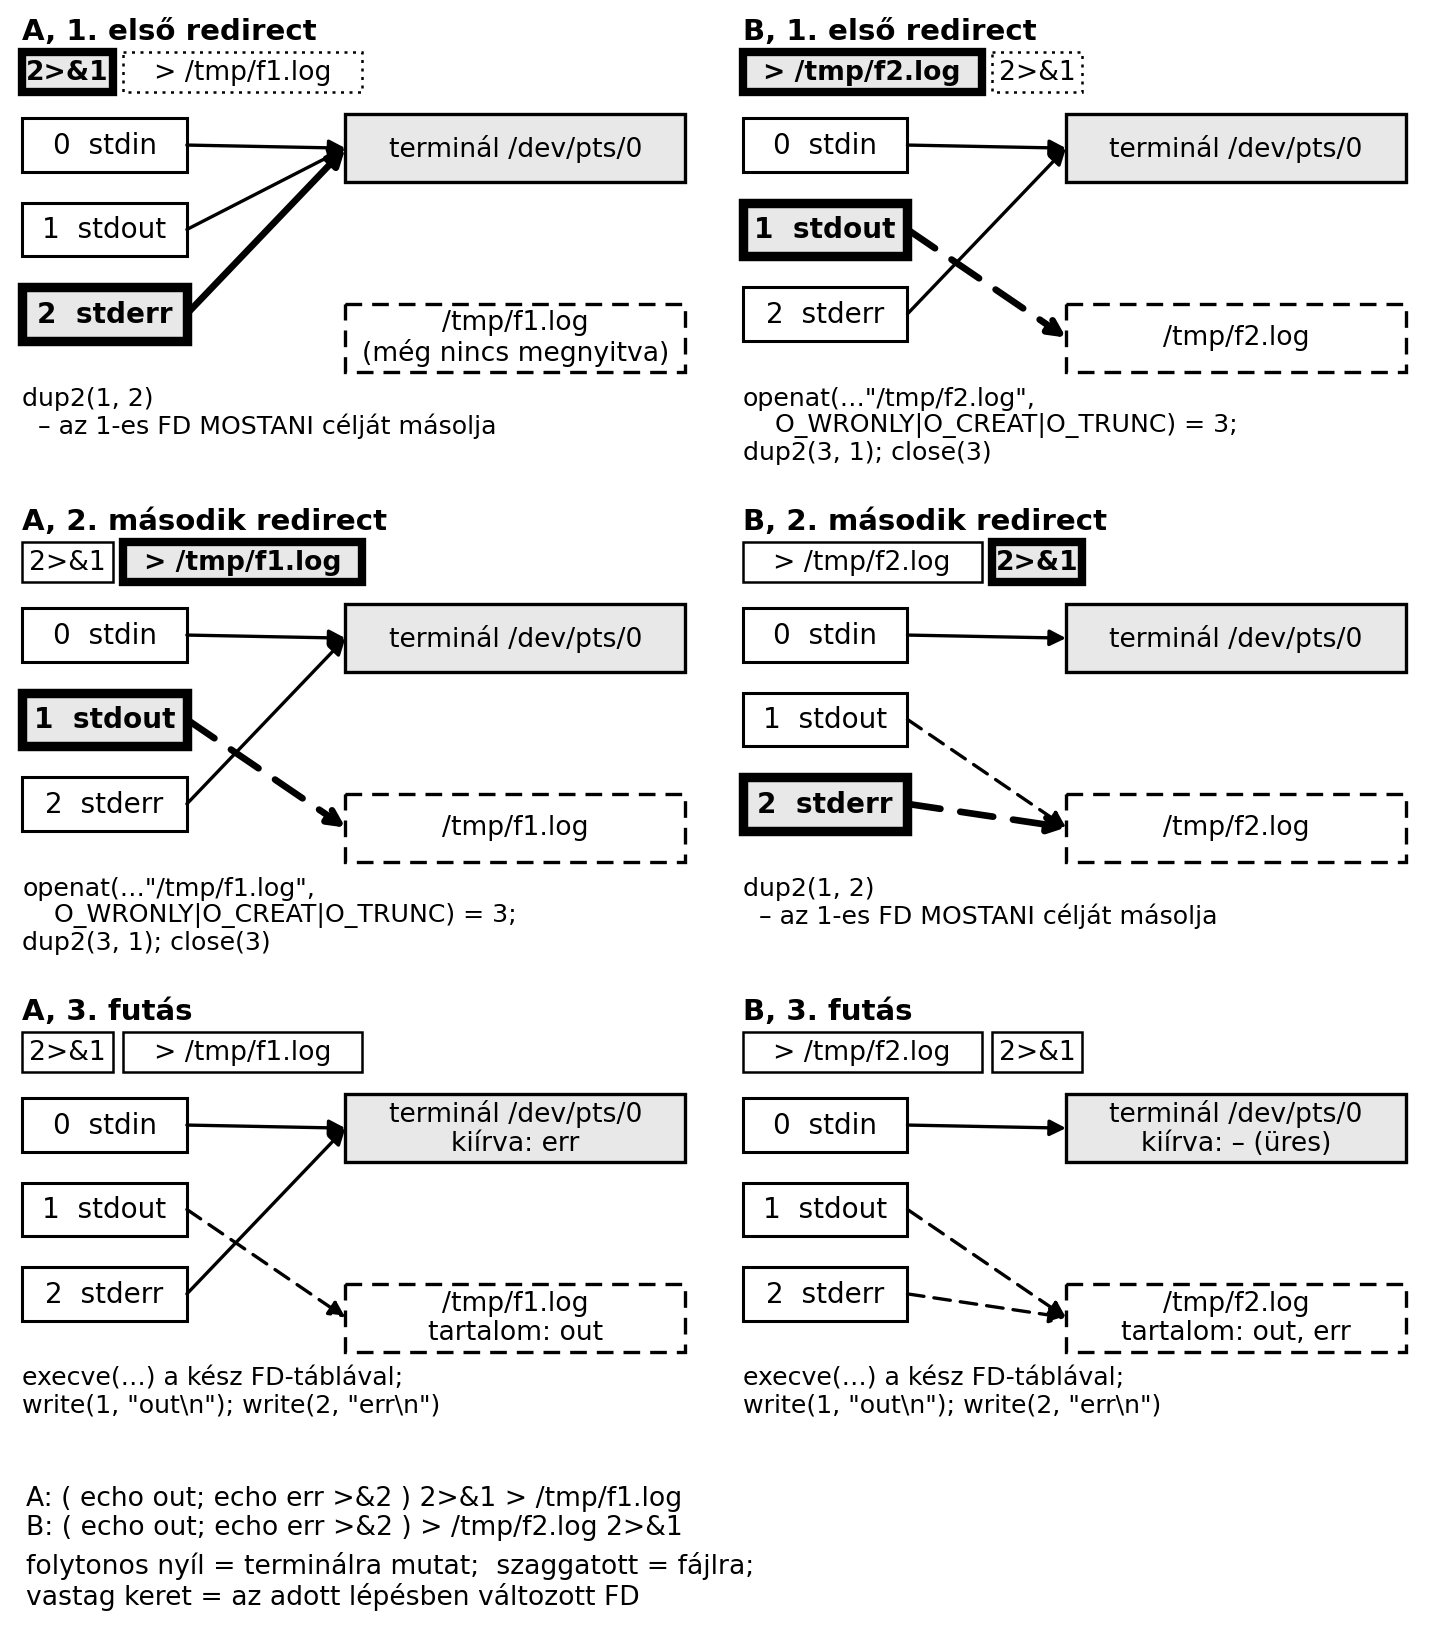 A, 1. első redirect
2>&1 > /tmp/f1.log
0 stdin
terminál /dev/pts/0
1 stdout
2 stderr
/tmp/f1.log
(még nincs megnyitva)
dup2(1, 2)
– az 1-es FD MOSTANI célját másolja
B, 1. első redirect
> /tmp/f2.log 2>&1
0 stdin
terminál /dev/pts/0
1 stdout
2 stderr
/tmp/f2.log
openat(..."/tmp/f2.log",
O_WRONLY|O_CREAT|O_TRUNC) = 3;
dup2(3, 1); close(3)
A, 2. második redirect
2>&1 > /tmp/f1.log
0 stdin
terminál /dev/pts/0
1 stdout
2 stderr
/tmp/f1.log
openat(..."/tmp/f1.log",
O_WRONLY|O_CREAT|O_TRUNC) = 3;
dup2(3, 1); close(3)
B, 2. második redirect
> /tmp/f2.log 2>&1
0 stdin
terminál /dev/pts/0
1 stdout
2 stderr
/tmp/f2.log
dup2(1, 2)
– az 1-es FD MOSTANI célját másolja
A, 3. futás
2>&1 > /tmp/f1.log
0 stdin
terminál /dev/pts/0
kiírva: err
1 stdout
2 stderr
/tmp/f1.log
tartalom: out
execve(...) a kész FD-táblával;
write(1, "out\n"); write(2, "err\n")
B, 3. futás
> /tmp/f2.log 2>&1
0 stdin
terminál /dev/pts/0
kiírva: – (üres)
1 stdout
2 stderr
/tmp/f2.log
tartalom: out, err
execve(...) a kész FD-táblával;
write(1, "out\n"); write(2, "err\n")
A: ( echo out; echo err >&2 ) 2>&1 > /tmp/f1.log
B: ( echo out; echo err >&2 ) > /tmp/f2.log 2>&1
folytonos nyíl = terminálra mutat; szaggatott = fájlra;
vastag keret = az adott lépésben változott FD